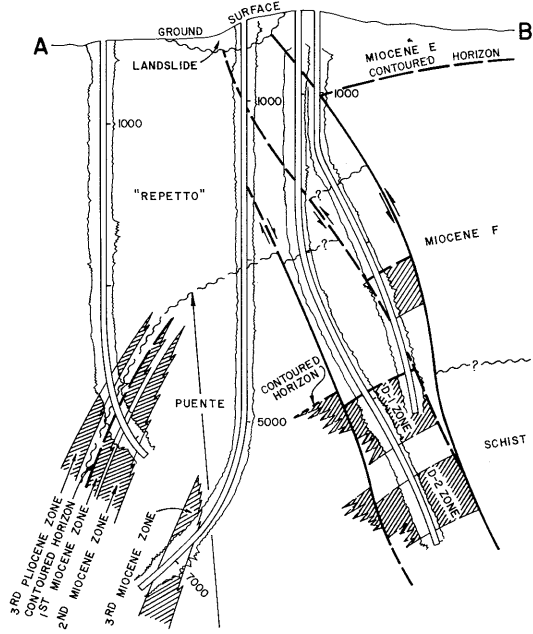 A
GROUND
SURFACE
B
LANDSLIDE
MIOCENE E
CONTOURED HORIZON
1000
1000
1000
"REPETTO"
?
?
MIOCENE F
PUENTE
CONTOURED
HORIZON
?
D-1 ZONE
5000
SCHIST
D-2 ZONE
3RD PLIOCENE ZONE
CONTOURED HORIZON
1ST MIOCENE ZONE
2ND MIOCENE ZONE
3RD MIOCENE ZONE
7000